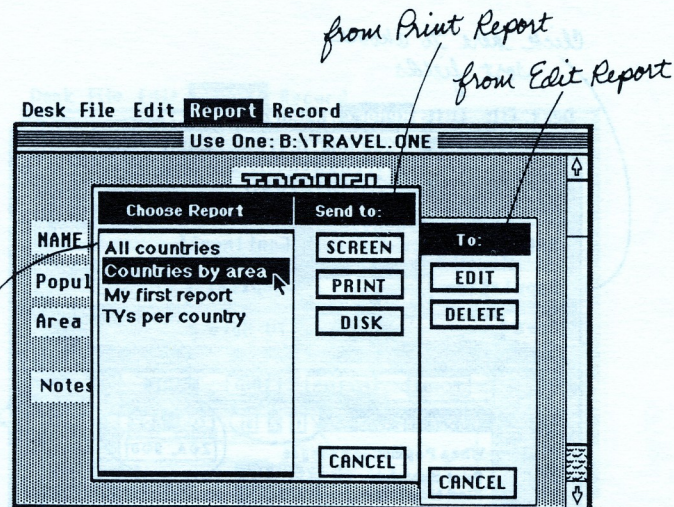 from Print Report
from Edit Report
Desk File Edit Report Record
Use One: B:\TRAVEL.ONE
TRAVEL
Choose Report
Send to:
To:
NAME
Popul
Area
Notes
All countries
Countries by area
My first report
TYs per country
SCREEN
PRINT
DISK
CANCEL
EDIT
DELETE
CANCEL